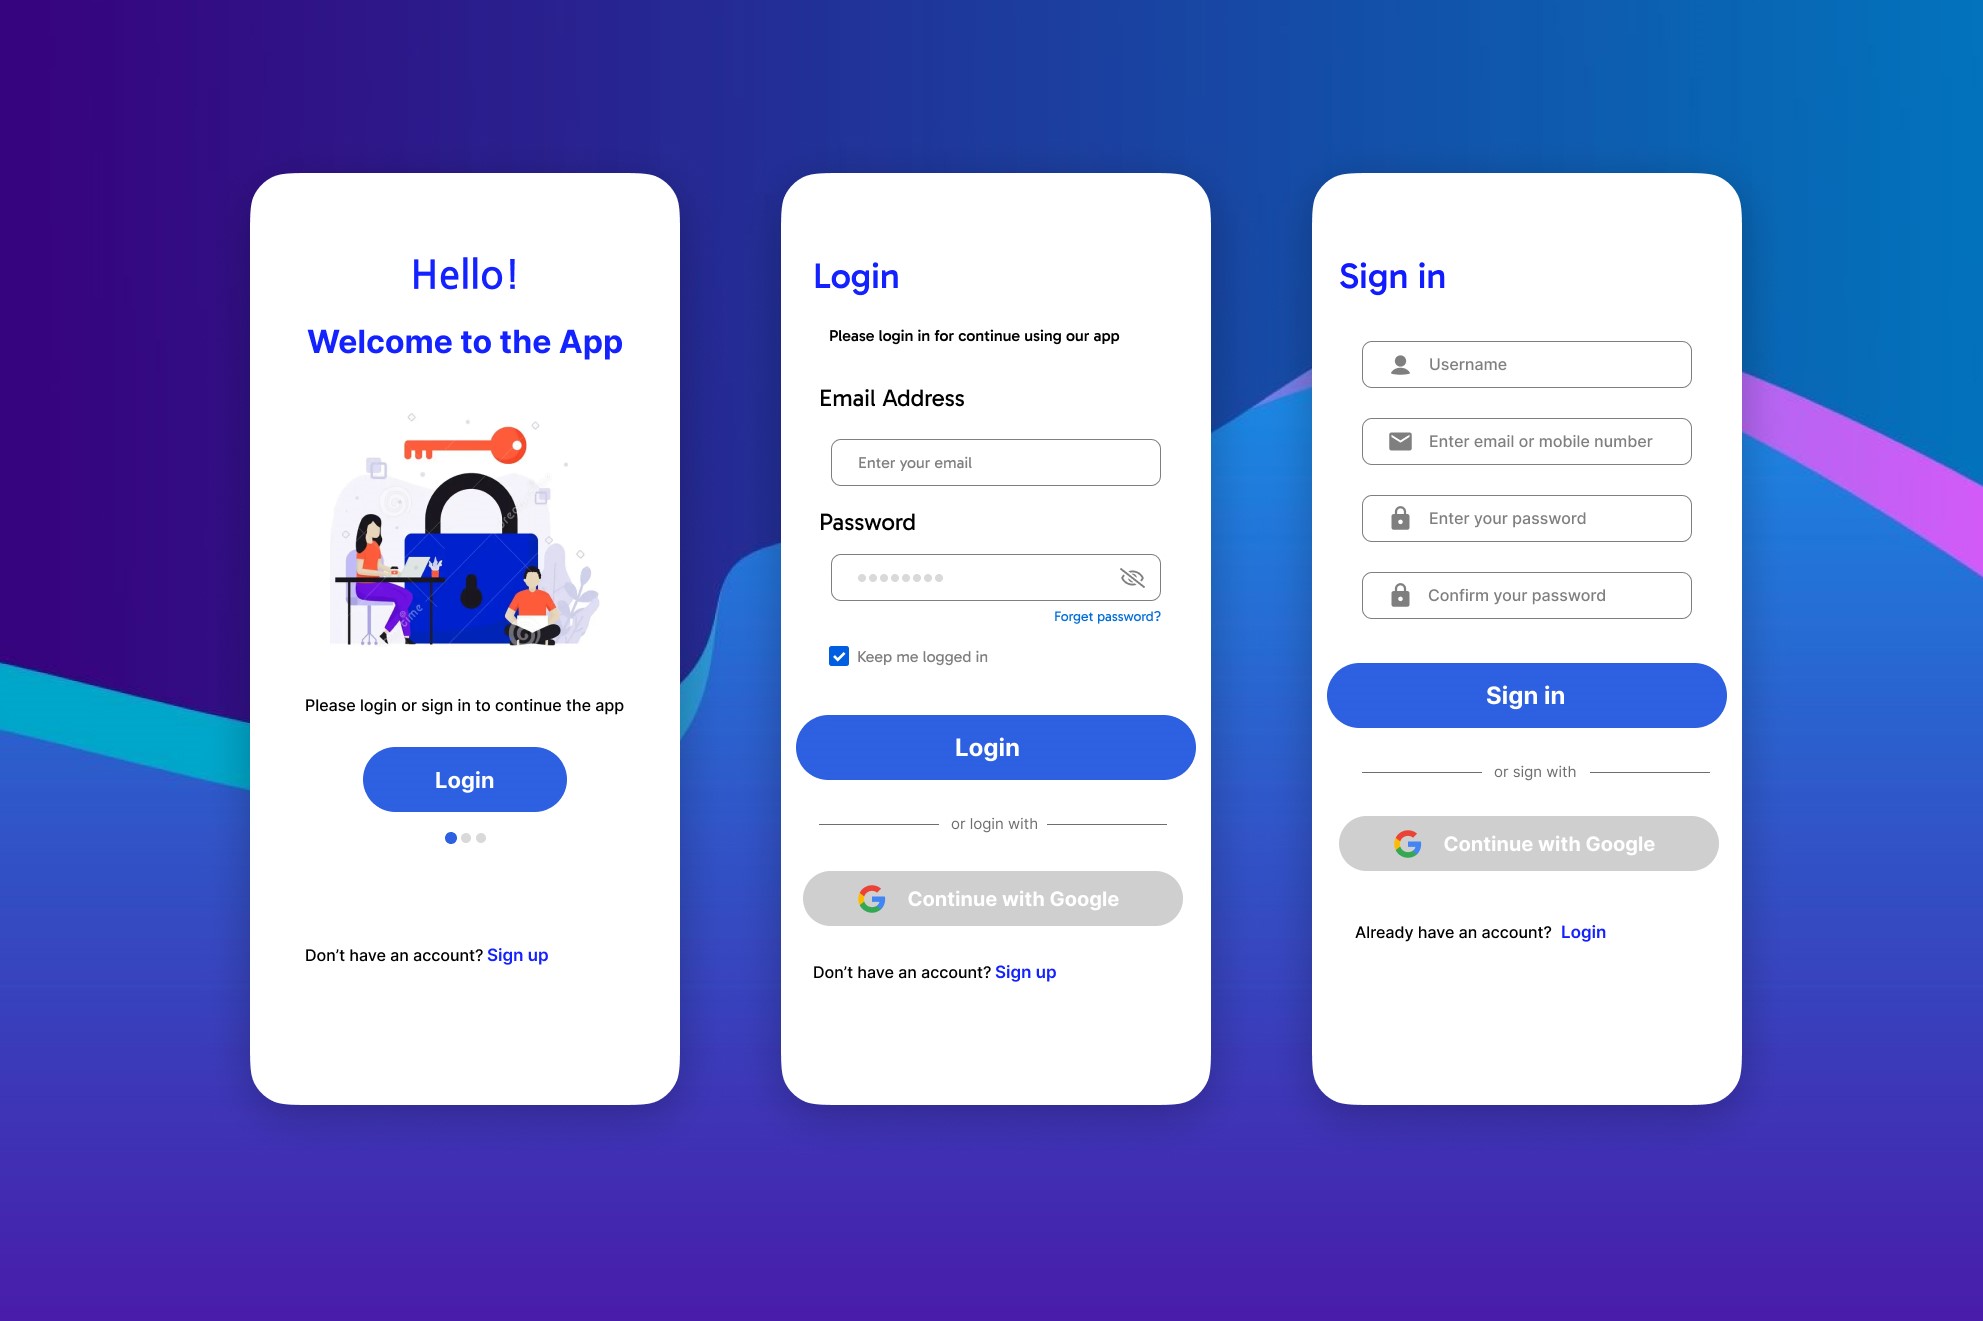 Hello!
Welcome to the App
Please login or sign in to continue the app
Login
Don't have an account? Sign up
Login
Please login in for continue using our app
Email Address
Enter your email
Password
Forget password?
Keep me logged in
Login
or login with
Continue with Google
Don't have an account? Sign up
Sign in
Username
Enter email or mobile number
Enter your password
Confirm your password
Sign in
or sign with
Continue with Google
Already have an account? Login